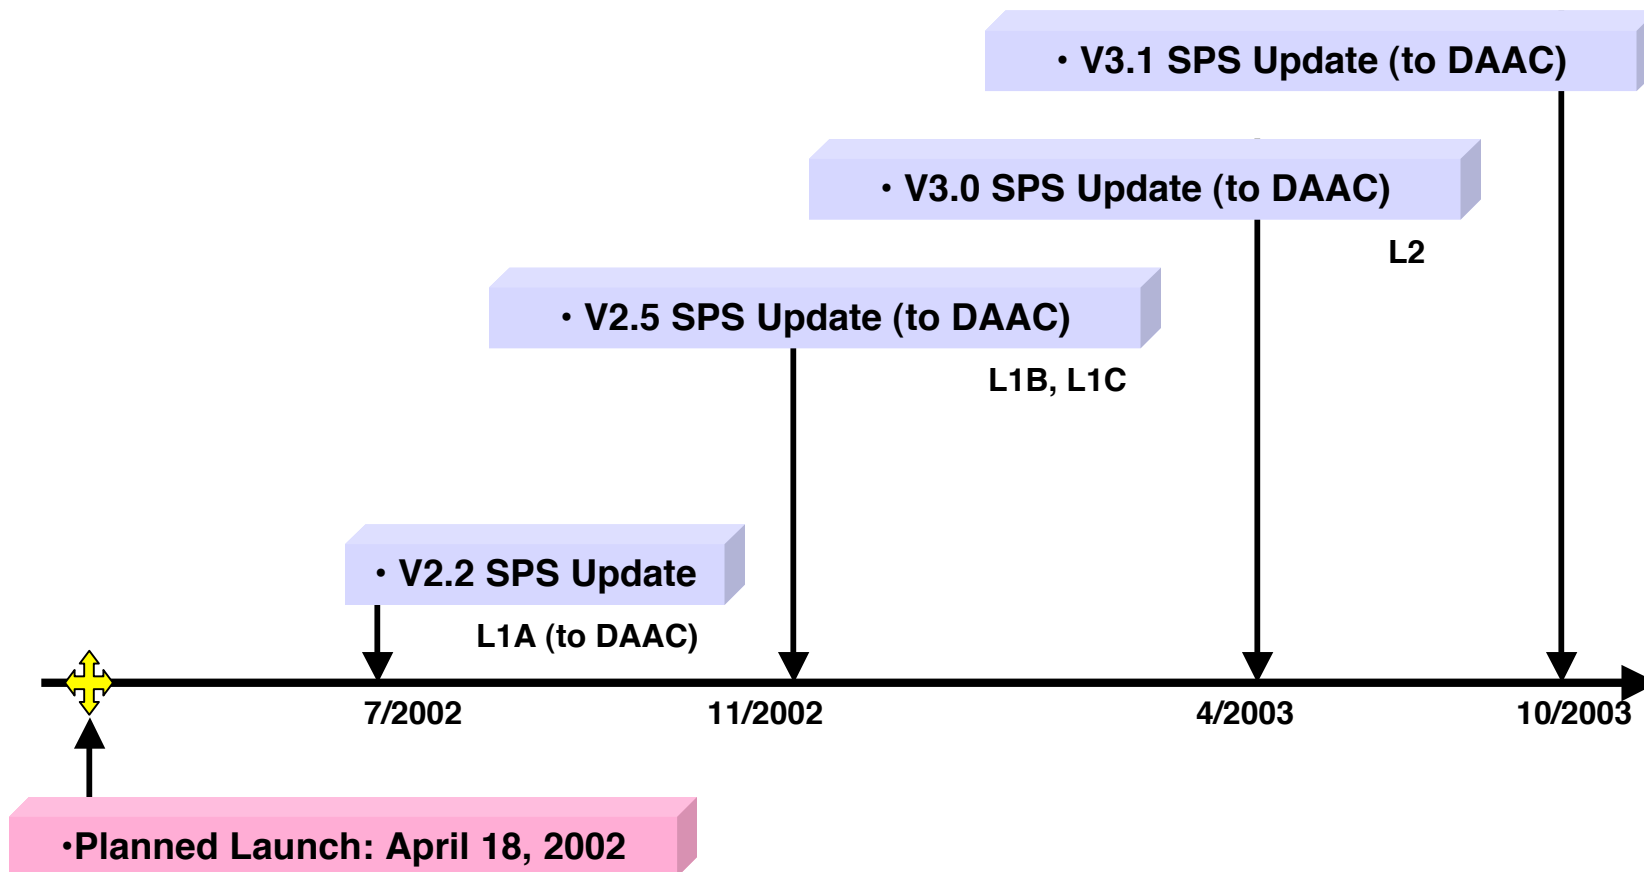 • V3.1 SPS Update (to DAAC)
• V3.0 SPS Update (to DAAC)
L2
• V2.5 SPS Update (to DAAC)
L1B, L1C
• V2.2 SPS Update
L1A (to DAAC)
7/2002
11/2002
4/2003
10/2003
•Planned Launch: April 18, 2002